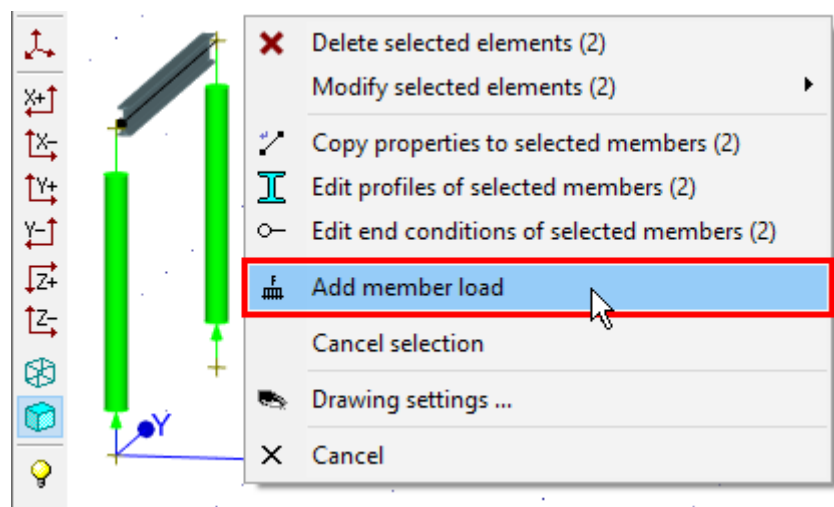 X+
X-
Y+
Y-
Z+
Z-
Y
Delete selected elements (2)
Modify selected elements (2)
Copy properties to selected members (2)
Edit profiles of selected members (2)
Edit end conditions of selected members (2)
F
Add member load
Cancel selection
Drawing settings ...
Cancel